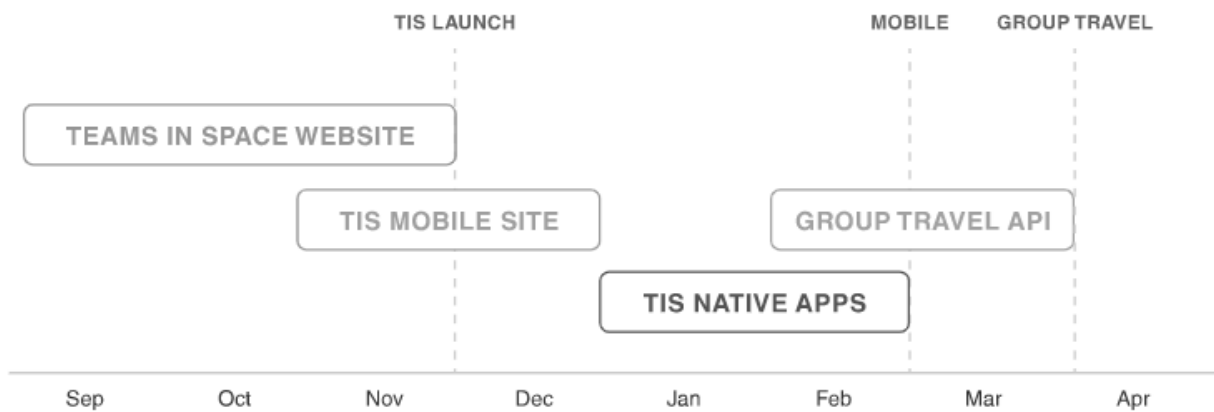 TIS LAUNCH
MOBILE
GROUP TRAVEL
TEAMS IN SPACE WEBSITE
TIS MOBILE SITE
GROUP TRAVEL API
TIS NATIVE APPS
Sep Oct Nov Dec Jan Feb Mar Apr